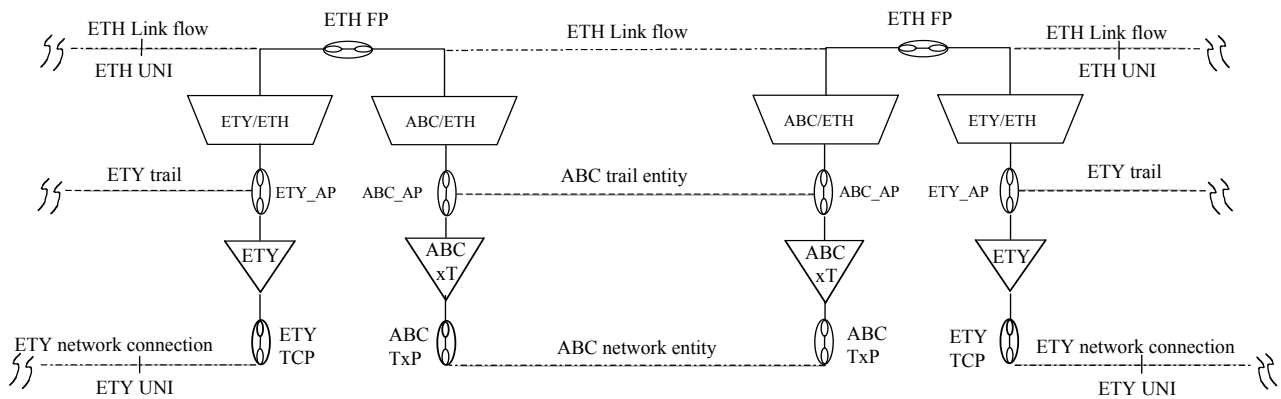 ETH FP ETH FP
ETH Link flow ETH Link flow ETH Link flow
ETH UNI ETH UNI
ETY/ETH ABC/ETH ABC/ETH ETY/ETH
ETY trail ABC trail entity ETY trail
ETY_AP ABC_AP ABC_AP ETY_AP
ETY ABC ABC ETY
xT xT
ETY ABC ABC ETY
TCP TxP TxP TCP
ETY network connection ABC network entity ETY network connection
ETY UNI ETY UNI